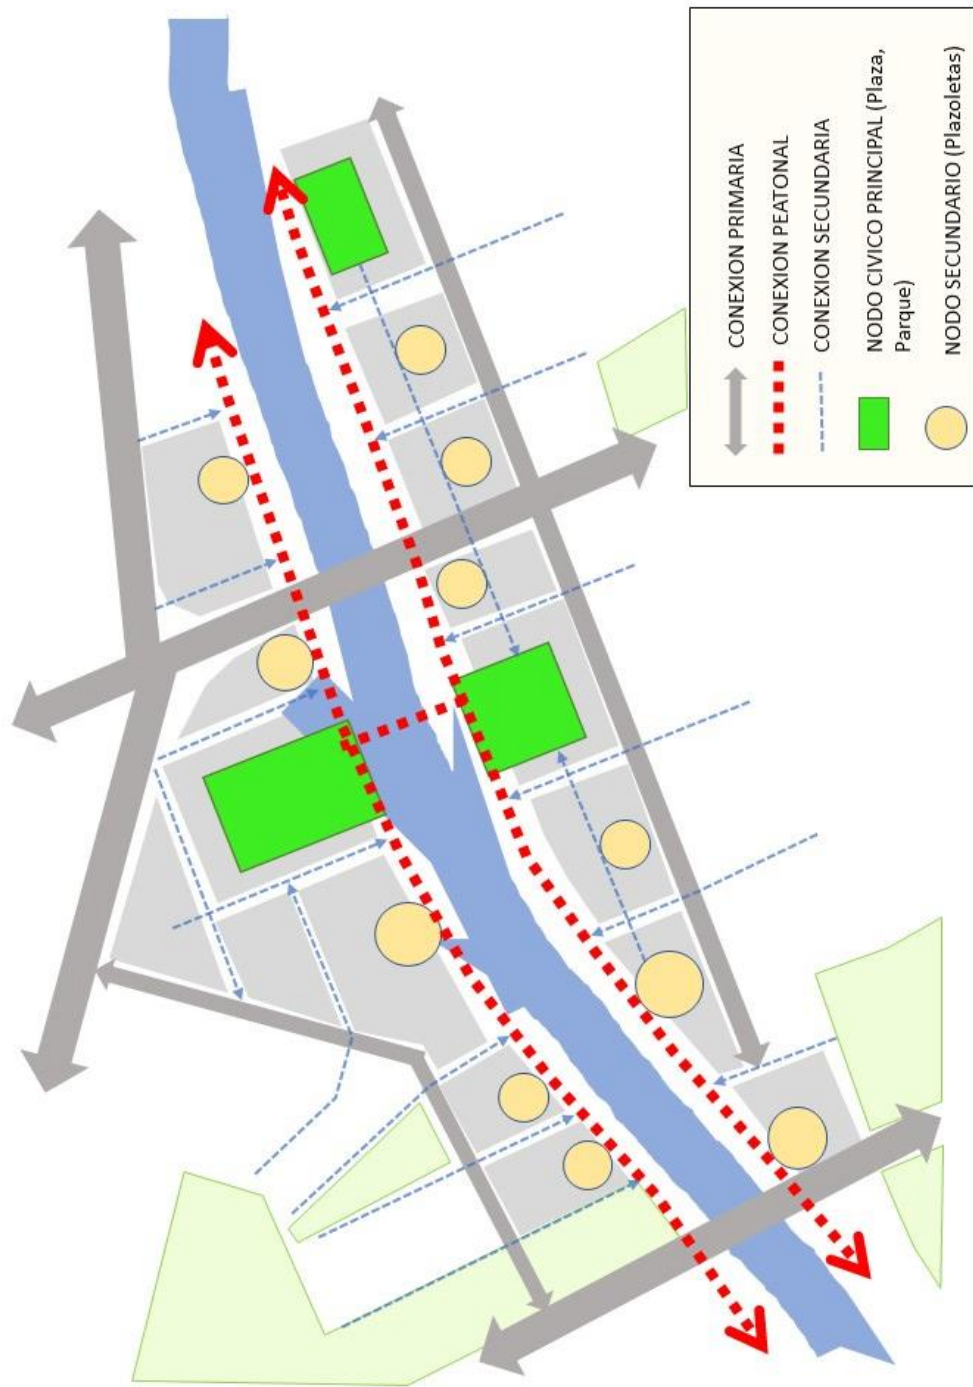 CONEXION PRIMARIA
CONEXION PEATONAL
CONEXION SECUNDARIA
NODO CIVICO PRINCIPAL (Plaza,
Parque)
NODO SECUNDARIO (Plazoletas)